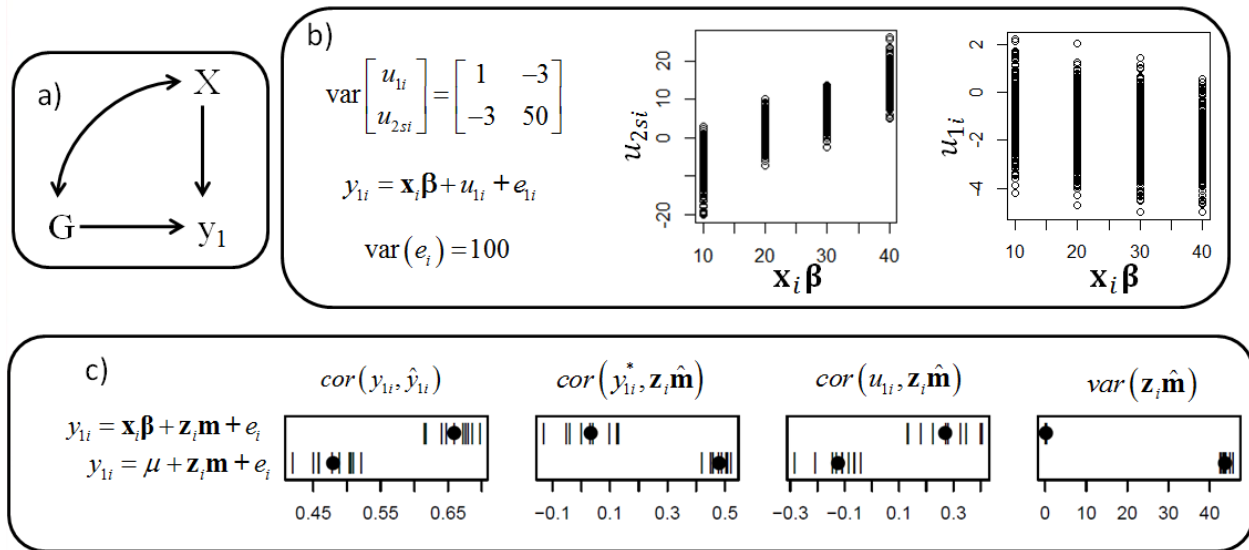 a)
X
G
y₁
b)
var[u₁ᵢ u₂ₛᵢ] = [1 −3 −3 50]
y₁ᵢ = xᵢβ + uᵢᵢ + e₁ᵢ
var(eᵢ) = 100
u₂ₛᵢ
20
10
0
-20
10 20 30 40
xᵢβ
u₁ᵢ
2
0
-2
-4
10 20 30 40
xᵢβ
c)
cor(y₁ᵢ, ŷ₁ᵢ)
cor(y*₁ᵢ, zᵢm̂)
cor(u₁ᵢ, zᵢm̂)
var(zᵢm̂)
y₁ᵢ = xᵢβ + zᵢm + eᵢ
y₁ᵢ = μ + zᵢm + eᵢ
0.45 0.55 0.65
−0.1 0.1 0.3 0.5
−0.3 −0.1 0.1 0.3
0 10 20 30 40